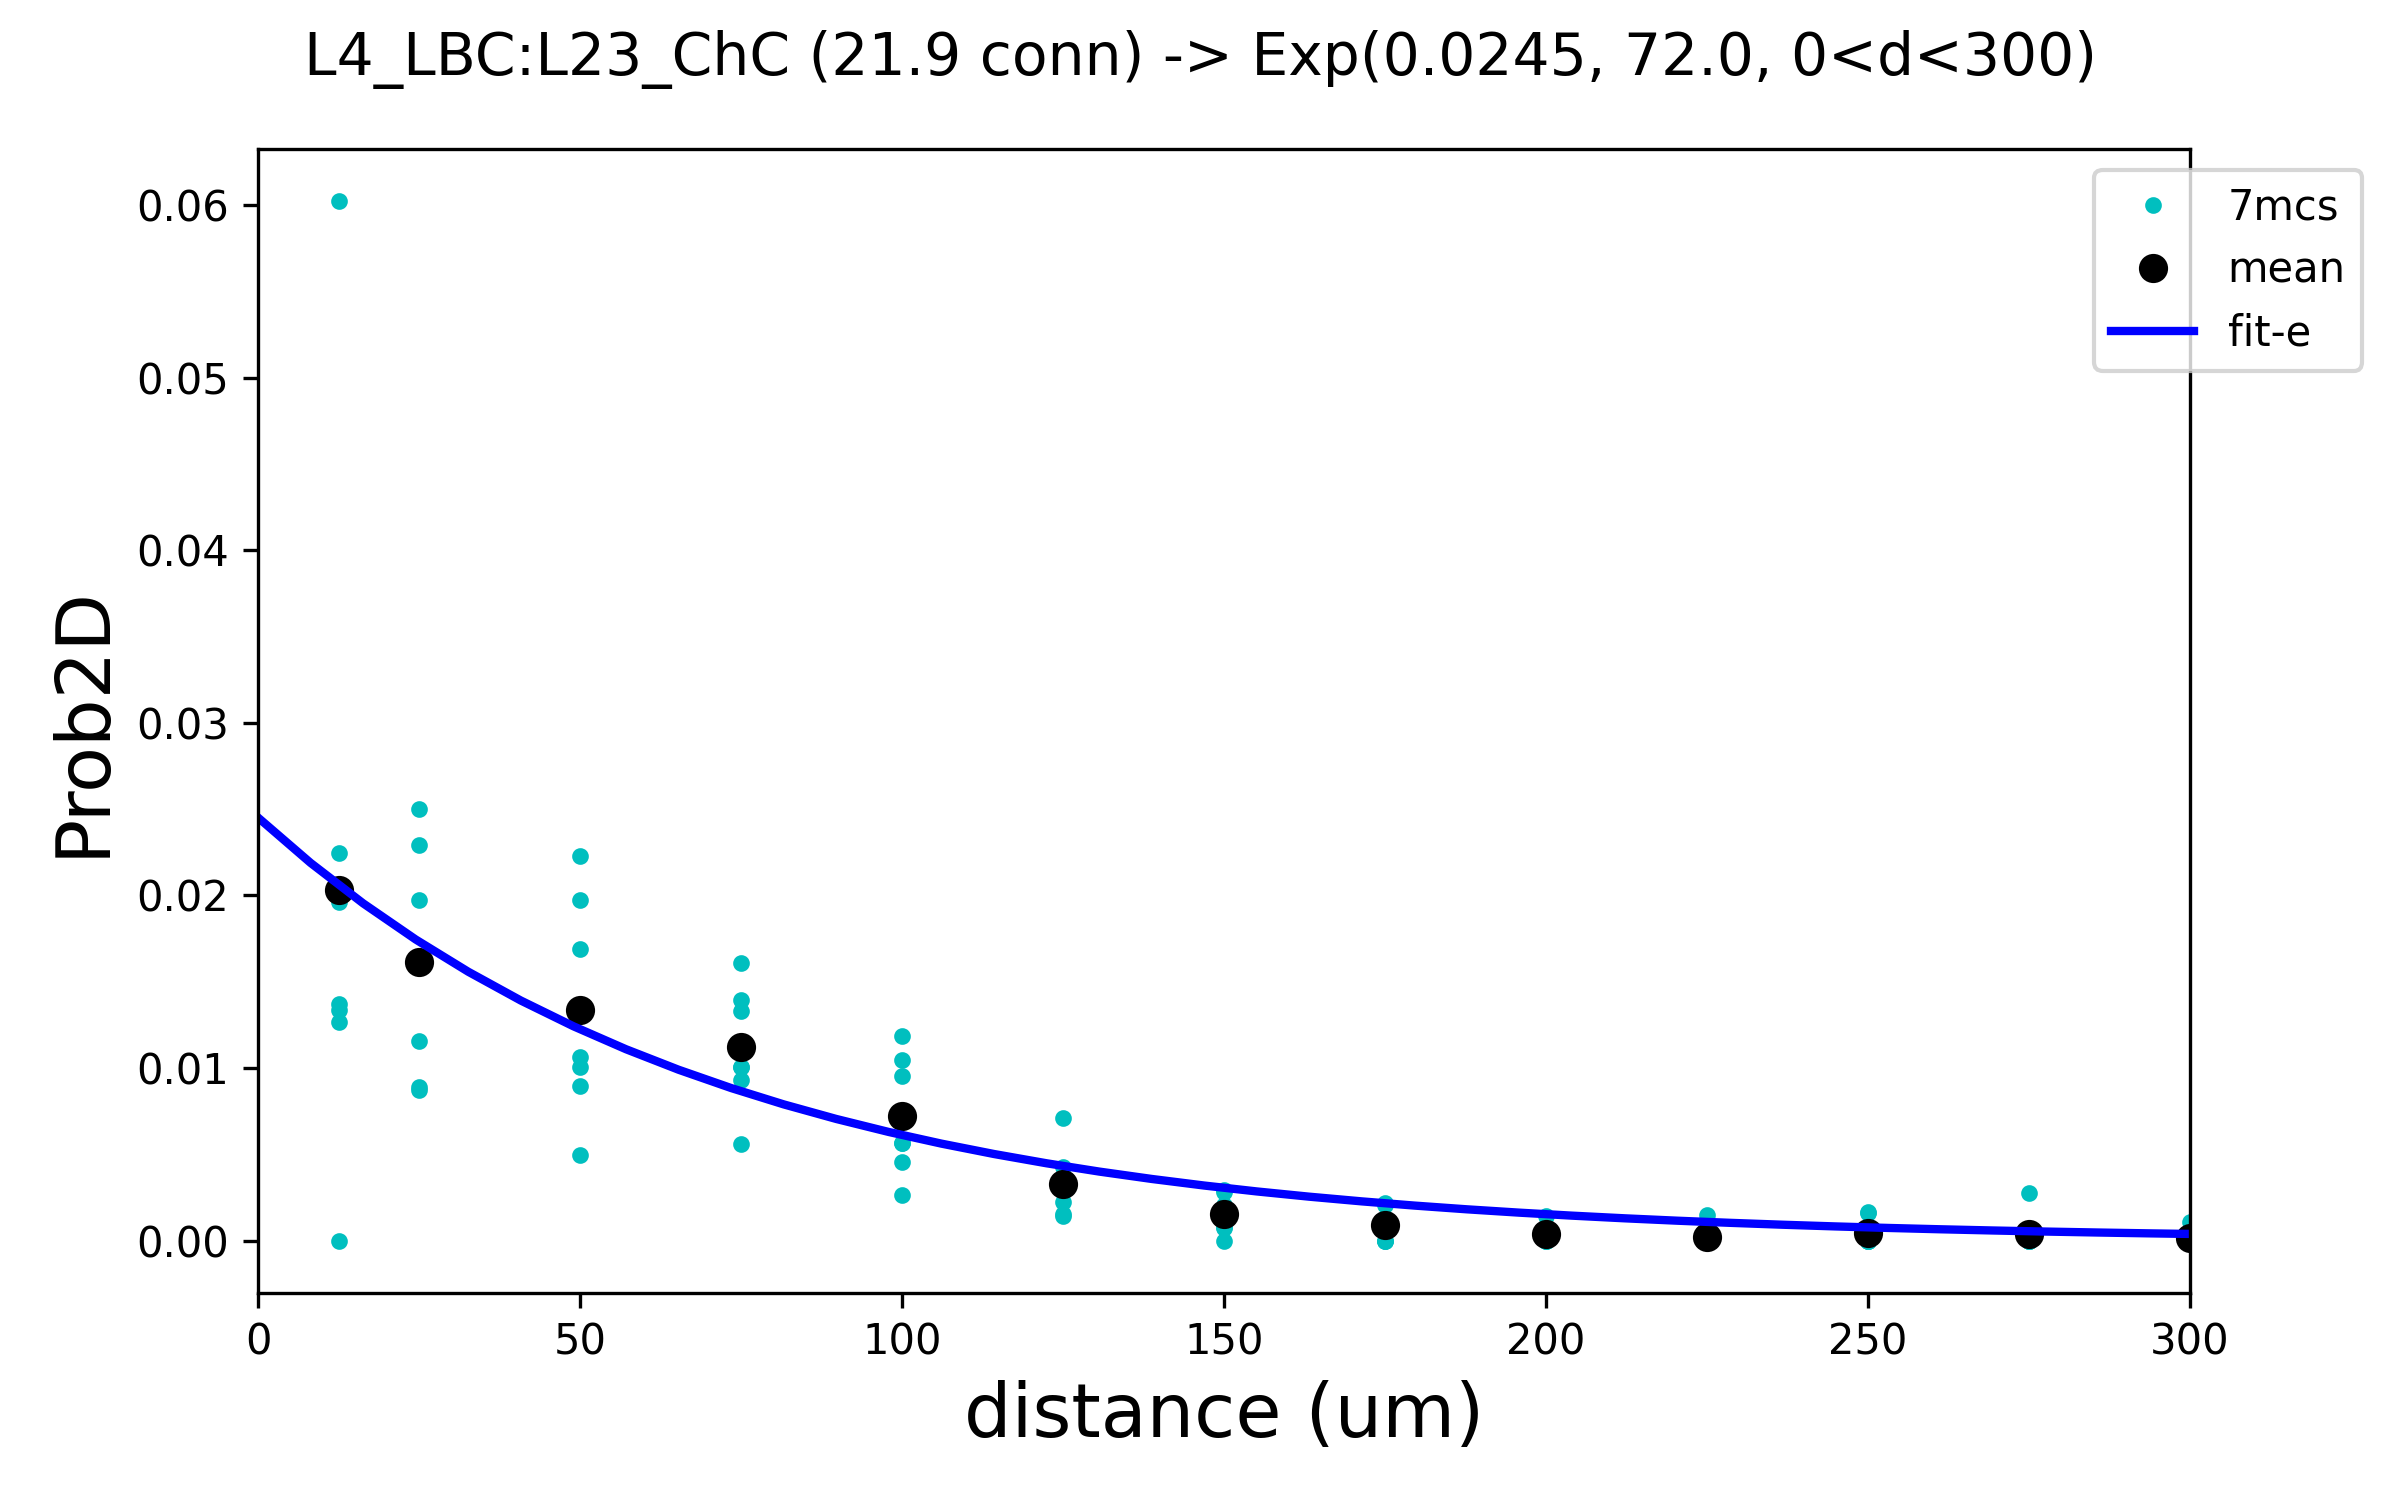 L4_LBC:L23_ChC (21.9 conn) -> Exp(0.0245, 72.0, 0<d<300)
7mcs
mean
fit-e
Prob2D
0.06
0.05
0.04
0.03
0.02
0.01
0.00
0 50 100 150 200 250 300
distance (um)